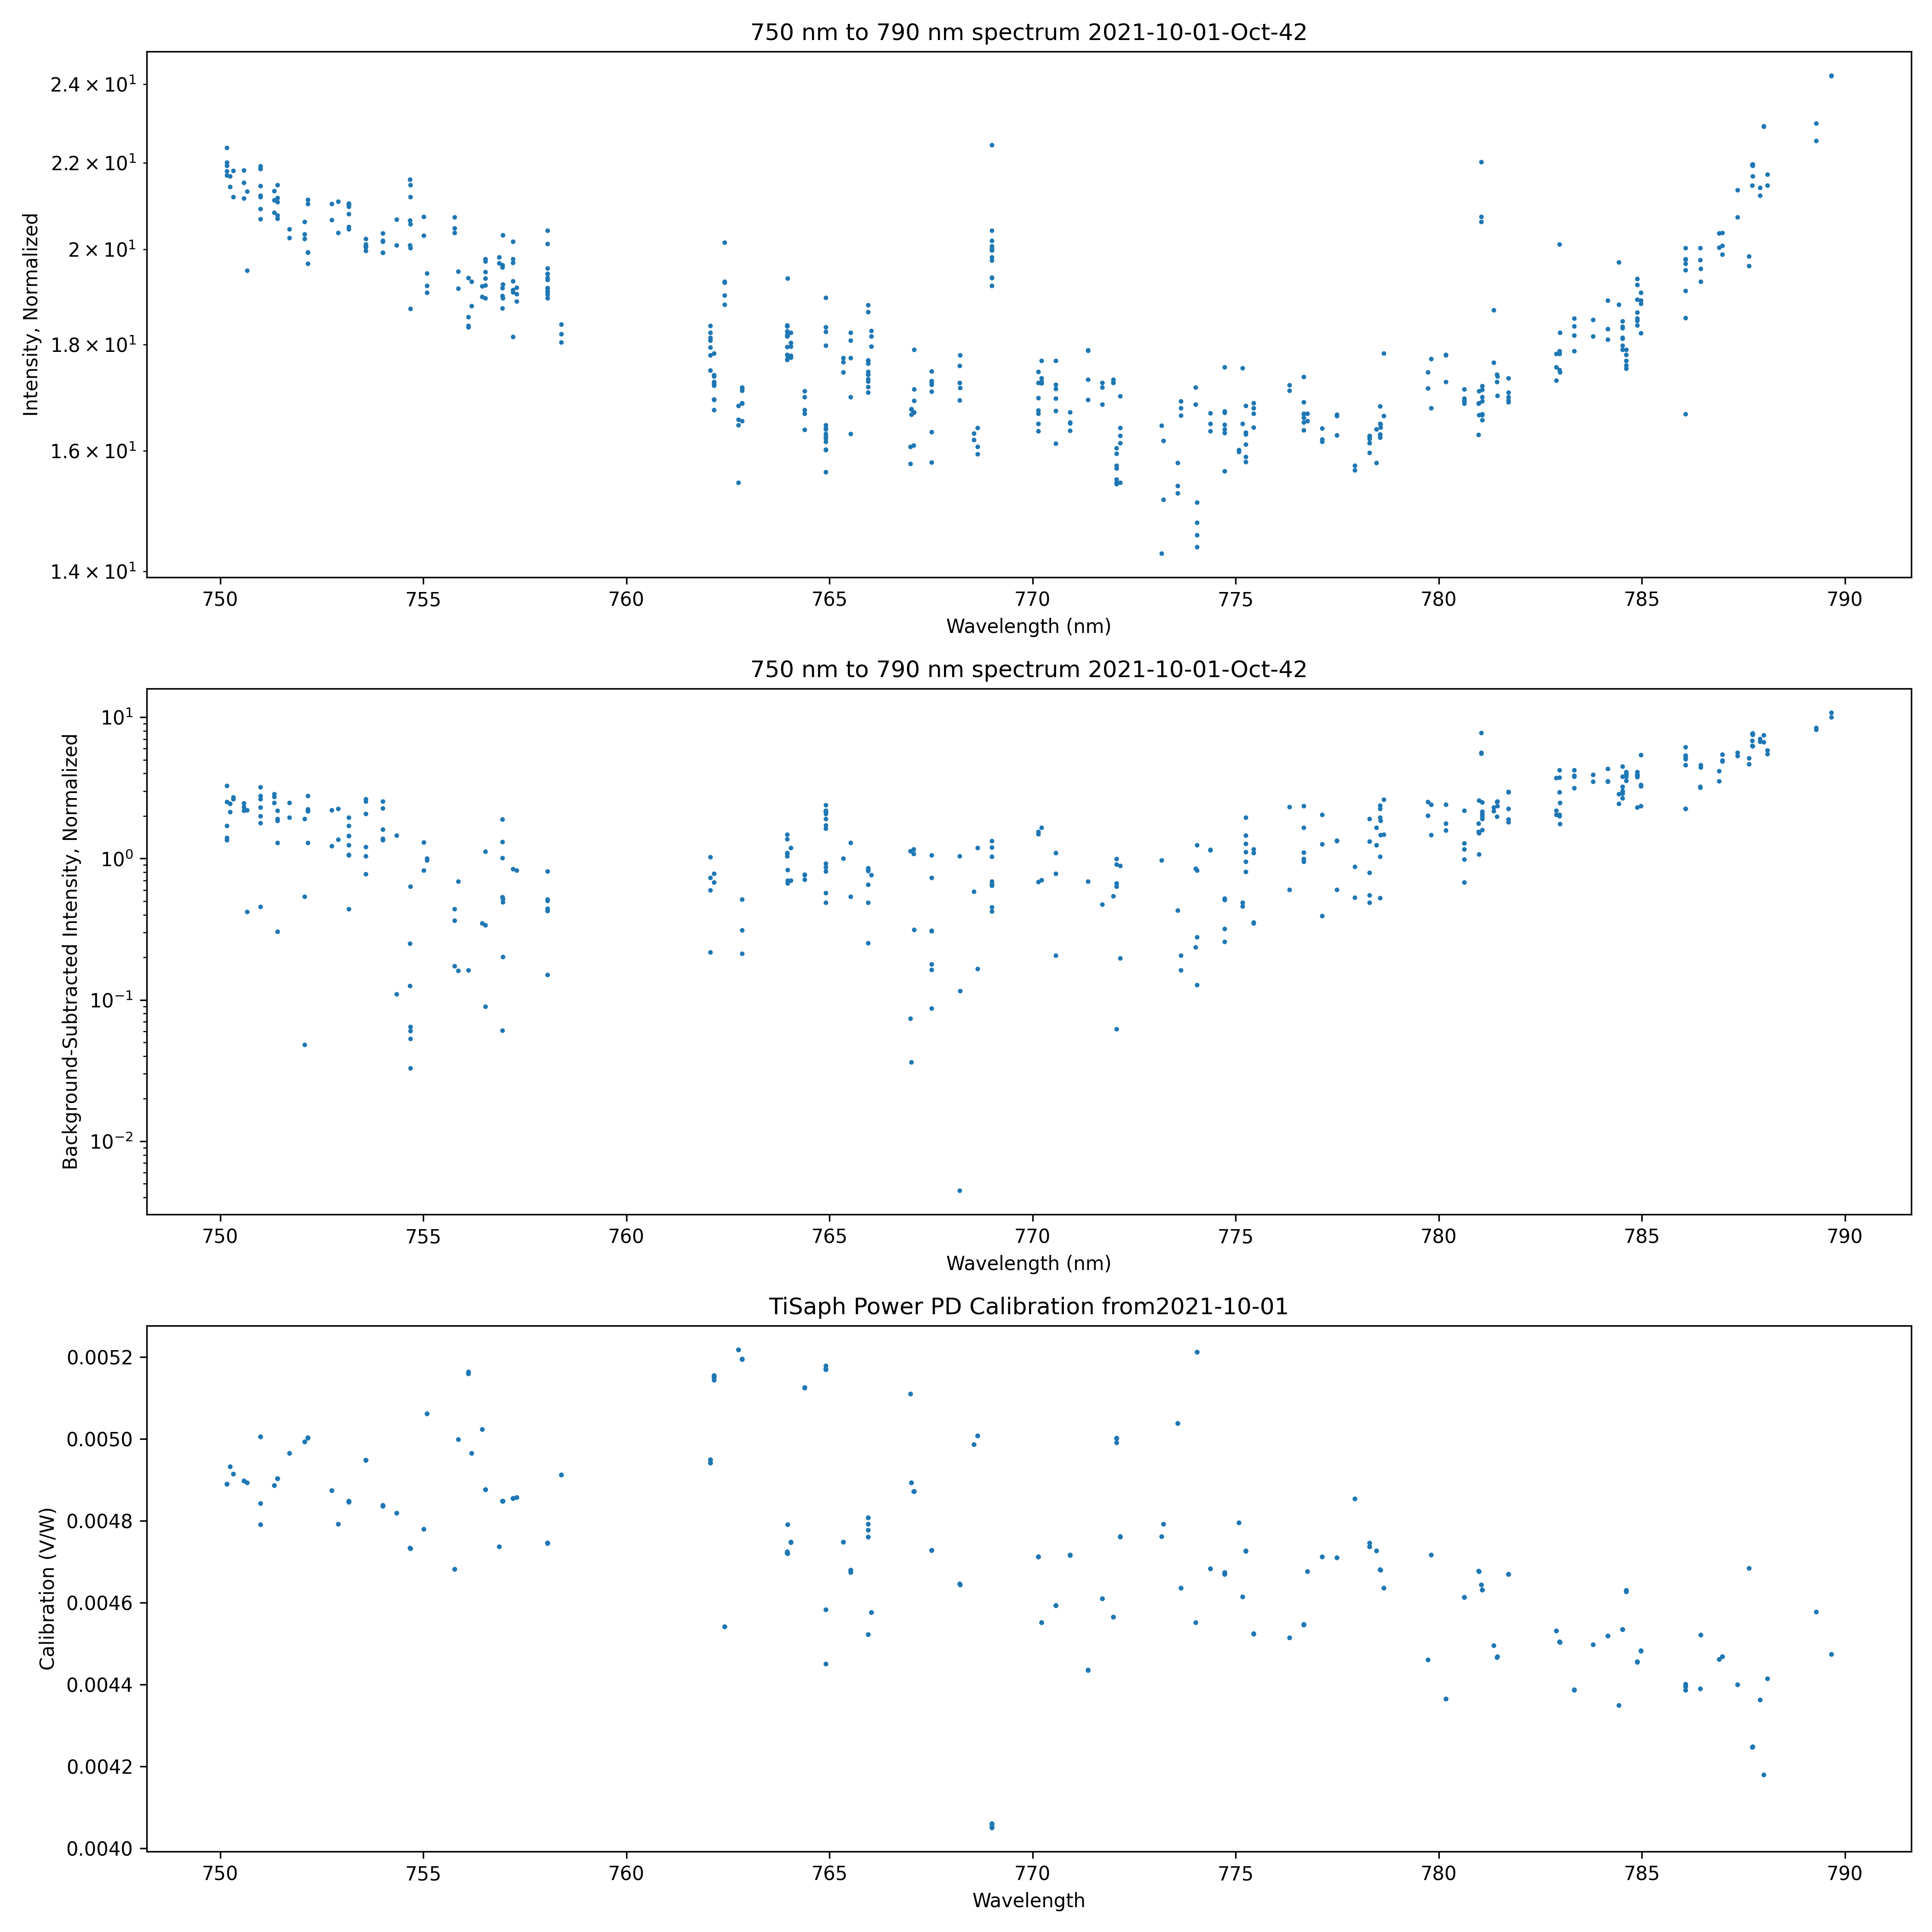 750 nm to 790 nm spectrum 2021-10-01-Oct-42
Intensity, Normalized
2.4 × 10¹
2.2 × 10¹
2 × 10¹
1.8 × 10¹
1.6 × 10¹
1.4 × 10¹
750 755 760 765 770 775 780 785 790
Wavelength (nm)
750 nm to 790 nm spectrum 2021-10-01-Oct-42
Background-Subtracted Intensity, Normalized
10¹
10⁰
10⁻¹
10⁻²
750 755 760 765 770 775 780 785 790
Wavelength (nm)
TiSaph Power PD Calibration from2021-10-01
Calibration (V/W)
0.0052
0.0050
0.0048
0.0046
0.0044
0.0042
0.0040
750 755 760 765 770 775 780 785 790
Wavelength